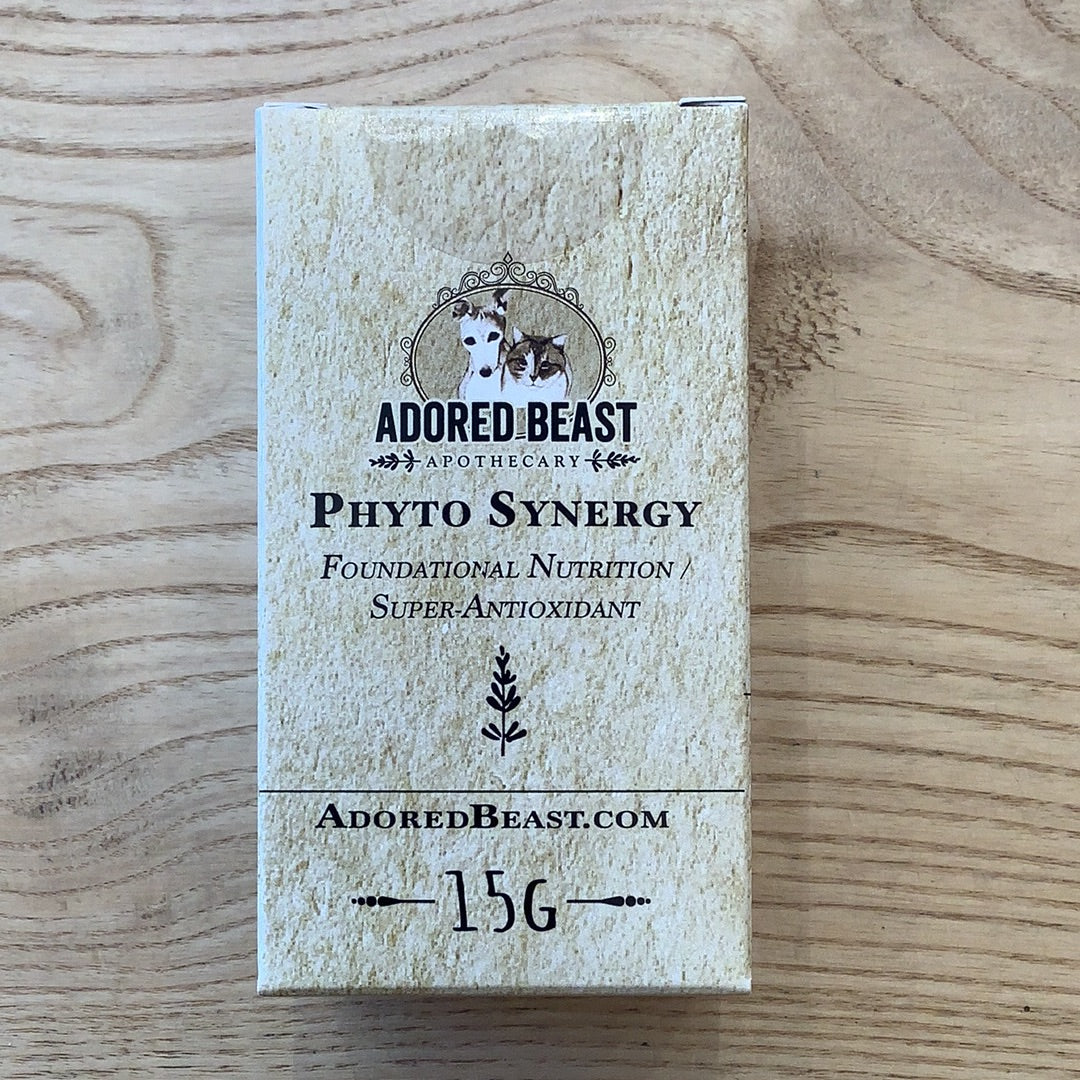 ADORED BEAST
APOTHECARY
PHYTO SYNERGY
FOUNDATIONAL NUTRITION /
SUPER-ANTIOXIDANT
ADOREDBEAST.COM
15G